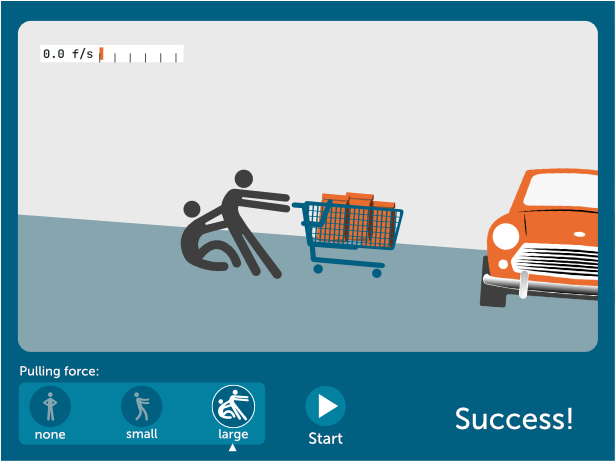 0.0 f/s
Pulling force:
none
small
large
Start
Success!